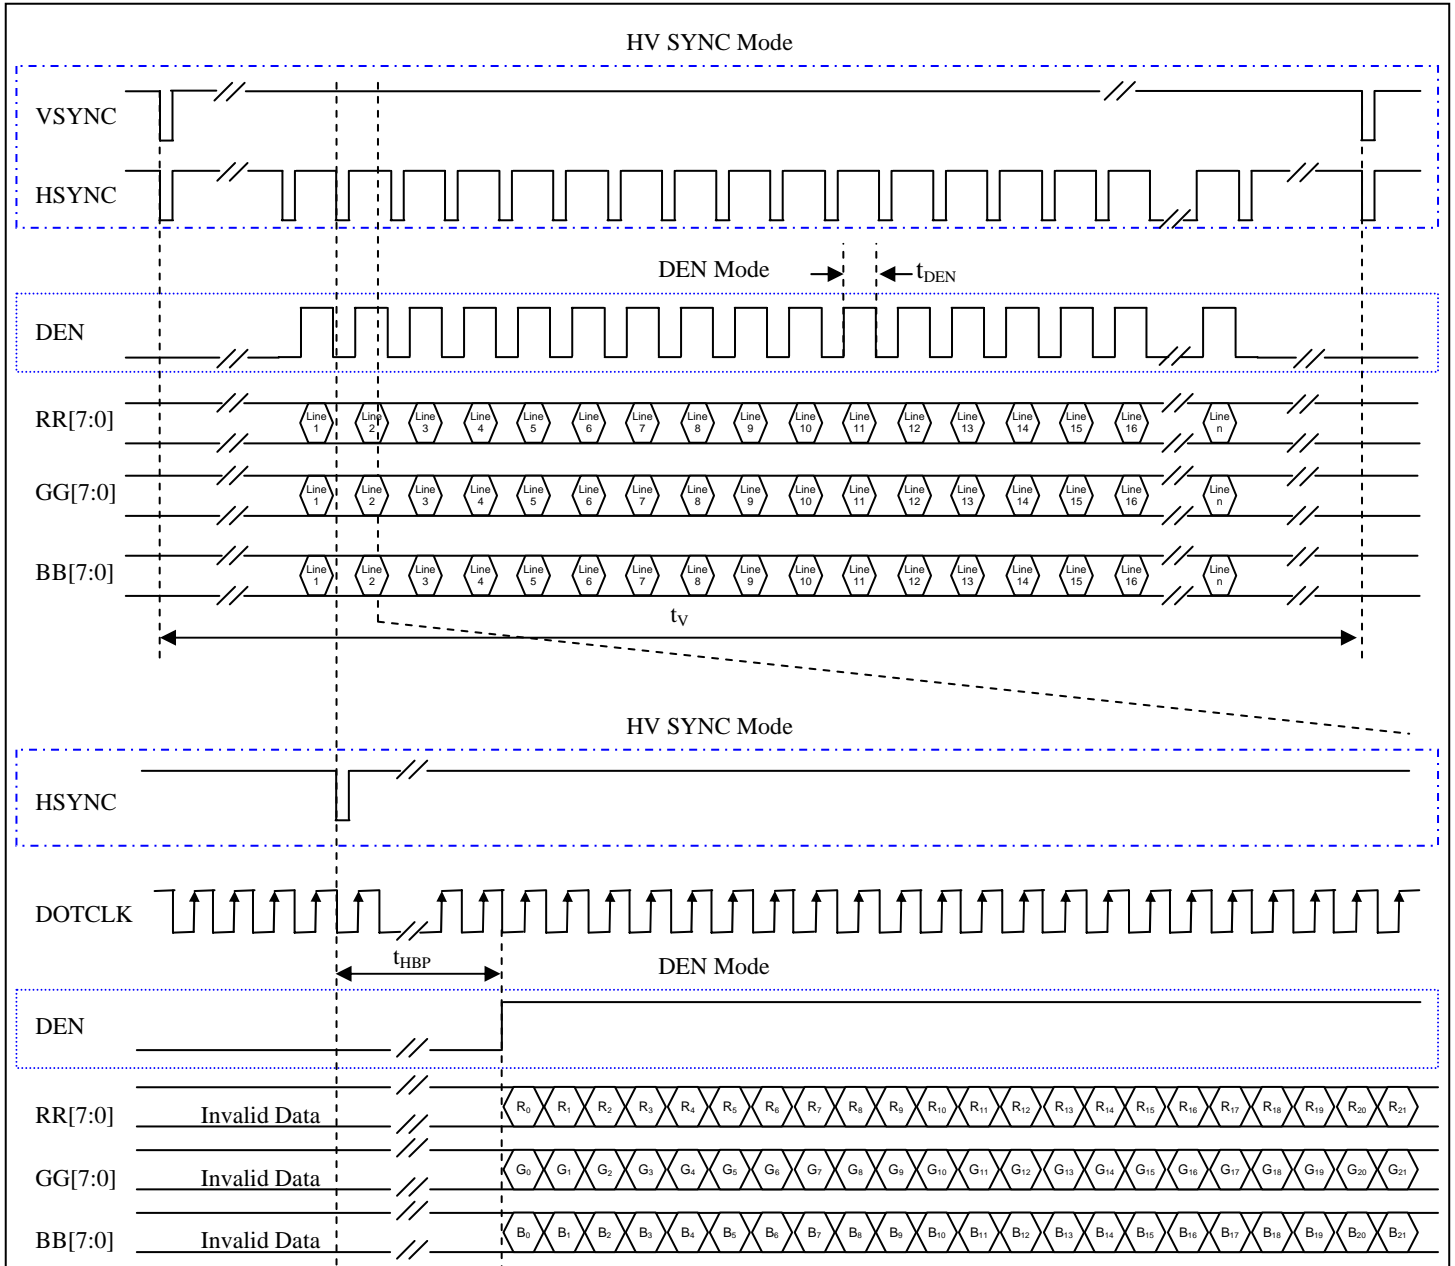 HV SYNC Mode
VSYNC
HSYNC
DEN Mode
tDEN
DEN
RR[7:0] Line 1 Line 2 Line 3 Line 4 Line 5 Line 6 Line 7 Line 8 Line 9 Line 10 Line 11 Line 12 Line 13 Line 14 Line 15 Line 16 Line n
GG[7:0] Line 1 Line 2 Line 3 Line 4 Line 5 Line 6 Line 7 Line 8 Line 9 Line 10 Line 11 Line 12 Line 13 Line 14 Line 15 Line 16 Line n
BB[7:0] Line 1 Line 2 Line 3 Line 4 Line 5 Line 6 Line 7 Line 8 Line 9 Line 10 Line 11 Line 12 Line 13 Line 14 Line 15 Line 16 Line n
tV
HV SYNC Mode
HSYNC
DOTCLK
tHBP
DEN Mode
DEN
RR[7:0] Invalid Data R0 R1 R2 R3 R4 R5 R6 R7 R8 R9 R10 R11 R12 R13 R14 R15 R16 R17 R18 R19 R20 R21
GG[7:0] Invalid Data G0 G1 G2 G3 G4 G5 G6 G7 G8 G9 G10 G11 G12 G13 G14 G15 G16 G17 G18 G19 G20 G21
BB[7:0] Invalid Data B0 B1 B2 B3 B4 B5 B6 B7 B8 B9 B10 B11 B12 B13 B14 B15 B16 B17 B18 B19 B20 B21